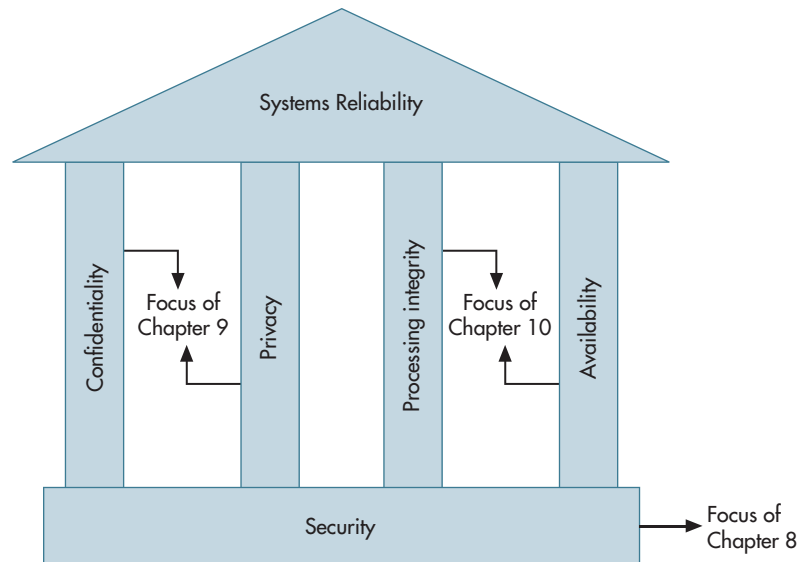 Systems Reliability
Confidentiality
Focus of
Chapter 9
Privacy
Processing integrity
Focus of
Chapter 10
Availability
Security
Focus of
Chapter 8